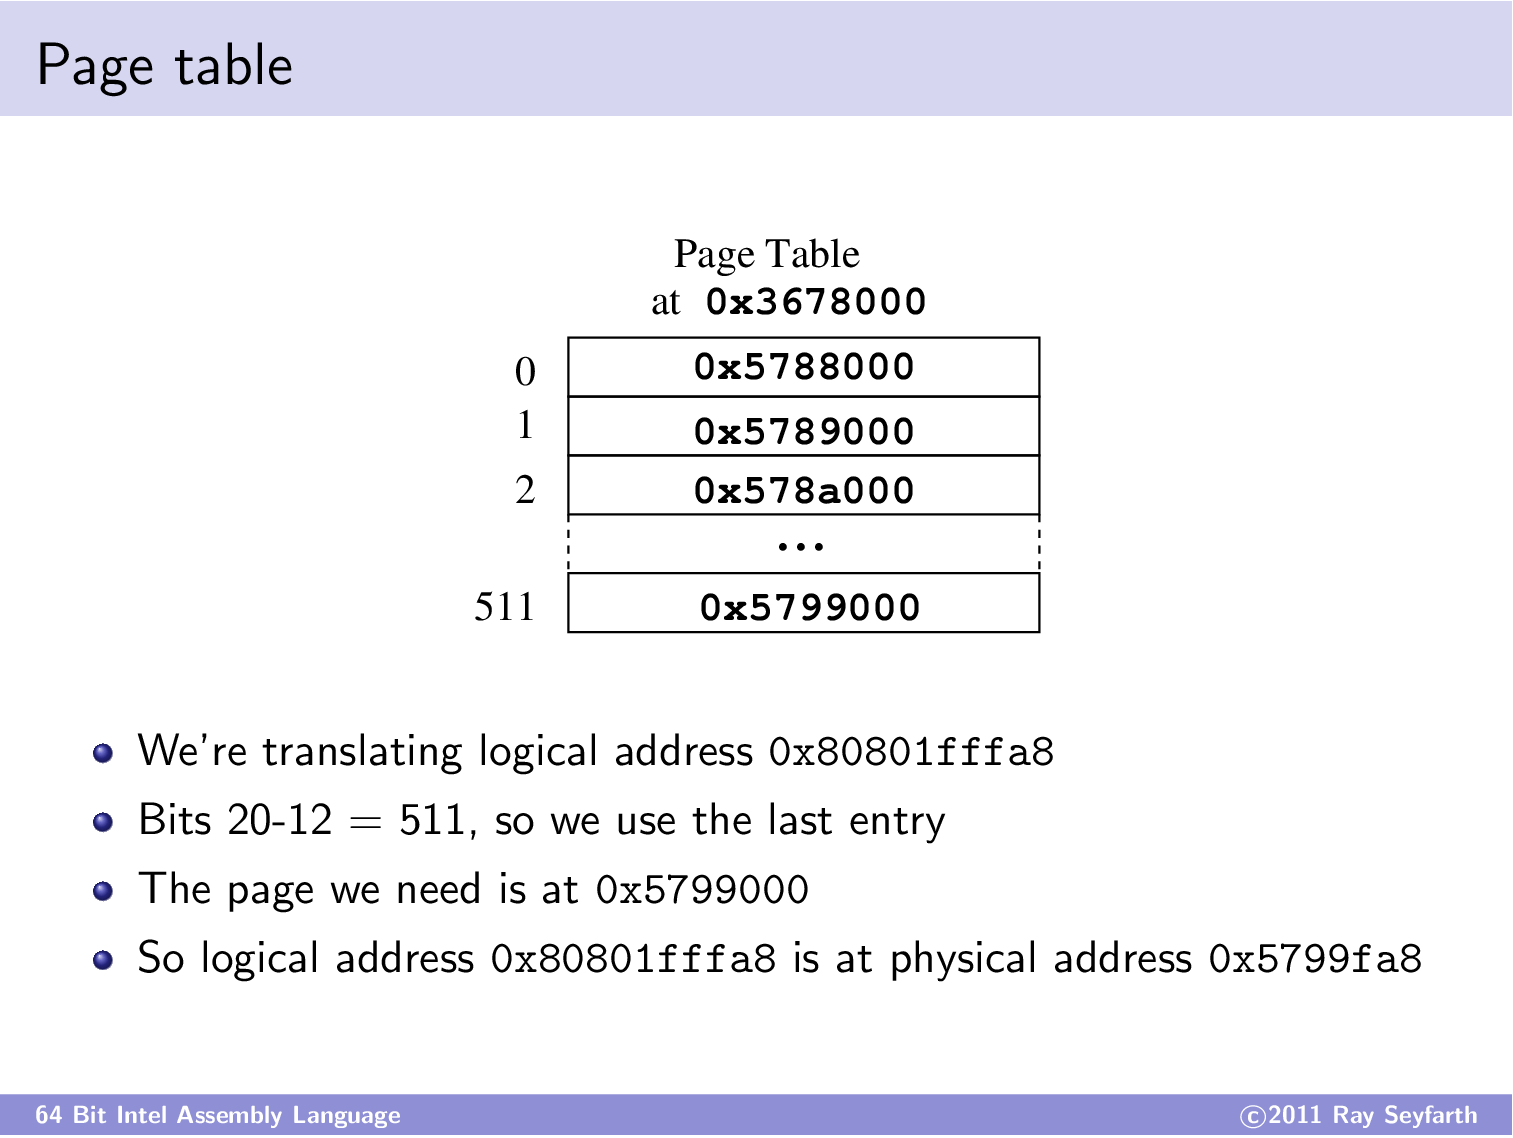 Page table
Page Table
at 0x3678000
0 0x5788000
1 0x5789000
2 0x578a000
...
511 0x5799000
We're translating logical address 0x80801fffa8
Bits 20-12 = 511, so we use the last entry
The page we need is at 0x5799000
So logical address 0x80801fffa8 is at physical address 0x5799fa8
64 Bit Intel Assembly Language ©2011 Ray Seyfarth